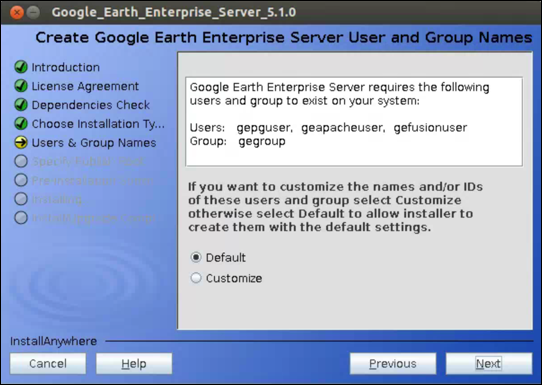 Google_Earth_Enterprise_Server_5.1.0
Create Google Earth Enterprise Server User and Group Names
Introduction
License Agreement
Dependencies Check
Choose Installation Ty...
Users & Group Names
Installing...
Google Earth Enterprise Server requires the following
users and group to exist on your system:
Users: gepguser, geapacheuser, gefusionuser
Group: gegroup
If you want to customize the names and/or IDs
of these users and group select Customize
otherwise select Default to allow installer to
create them with the default settings.
Default
Customize
InstallAnywhere
Cancel
Help
Previous
Next